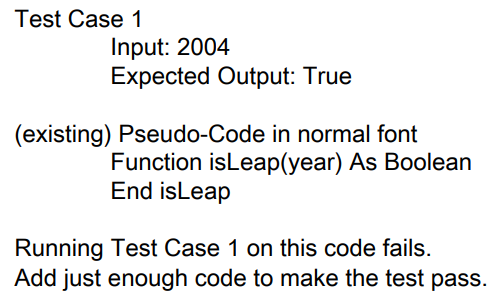 Test Case 1
Input: 2004
Expected Output: True
(existing) Pseudo-Code in normal font
Function isLeap(year) As Boolean
End isLeap
Running Test Case 1 on this code fails.
Add just enough code to make the test pass.